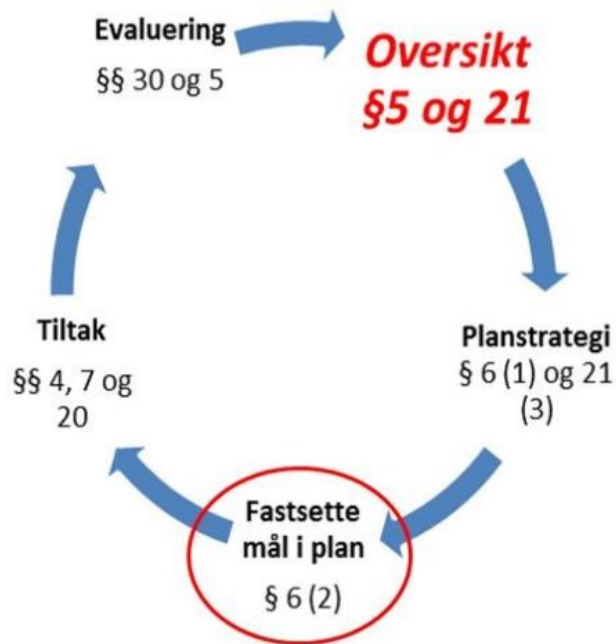 Evaluering
§§ 30 og 5
Oversikt
§5 og 21
Planstrategi
§ 6 (1) og 21
(3)
Fastsette
mål i plan
§ 6 (2)
Tiltak
§§ 4, 7 og
20